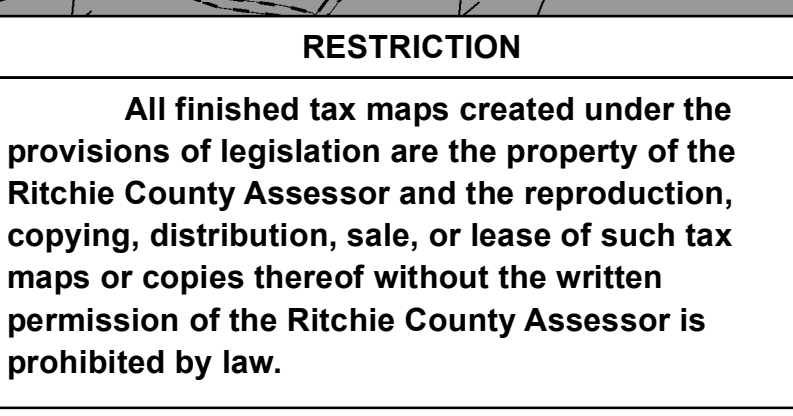 RESTRICTION
All finished tax maps created under the
provisions of legislation are the property of the
Ritchie County Assessor and the reproduction,
copying, distribution, sale, or lease of such tax
maps or copies thereof without the written
permission of the Ritchie County Assessor is
prohibited by law.